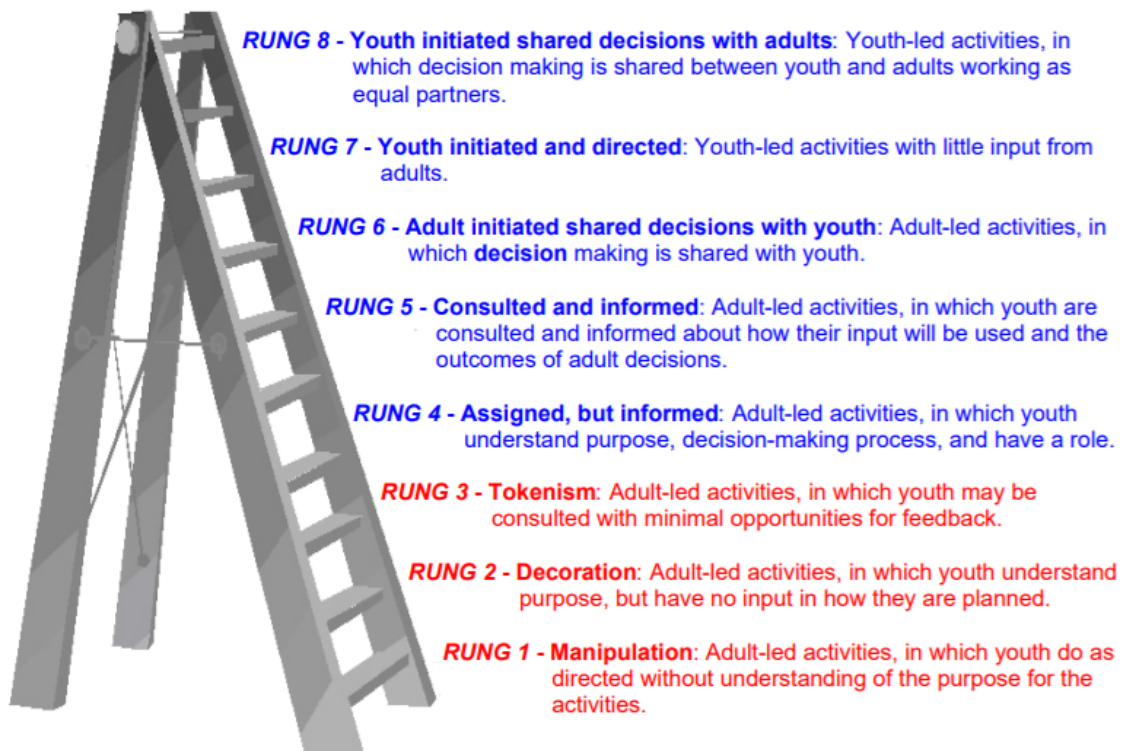 RUNG 8 - Youth initiated shared decisions with adults: Youth-led activities, in
which decision making is shared between youth and adults working as
equal partners.
RUNG 7 - Youth initiated and directed: Youth-led activities with little input from
adults.
RUNG 6 - Adult initiated shared decisions with youth: Adult-led activities, in
which decision making is shared with youth.
RUNG 5 - Consulted and informed: Adult-led activities, in which youth are
consulted and informed about how their input will be used and the
outcomes of adult decisions.
RUNG 4 - Assigned, but informed: Adult-led activities, in which youth
understand purpose, decision-making process, and have a role.
RUNG 3 - Tokenism: Adult-led activities, in which youth may be
consulted with minimal opportunities for feedback.
RUNG 2 - Decoration: Adult-led activities, in which youth understand
purpose, but have no input in how they are planned.
RUNG 1 - Manipulation: Adult-led activities, in which youth do as
directed without understanding of the purpose for the
activities.